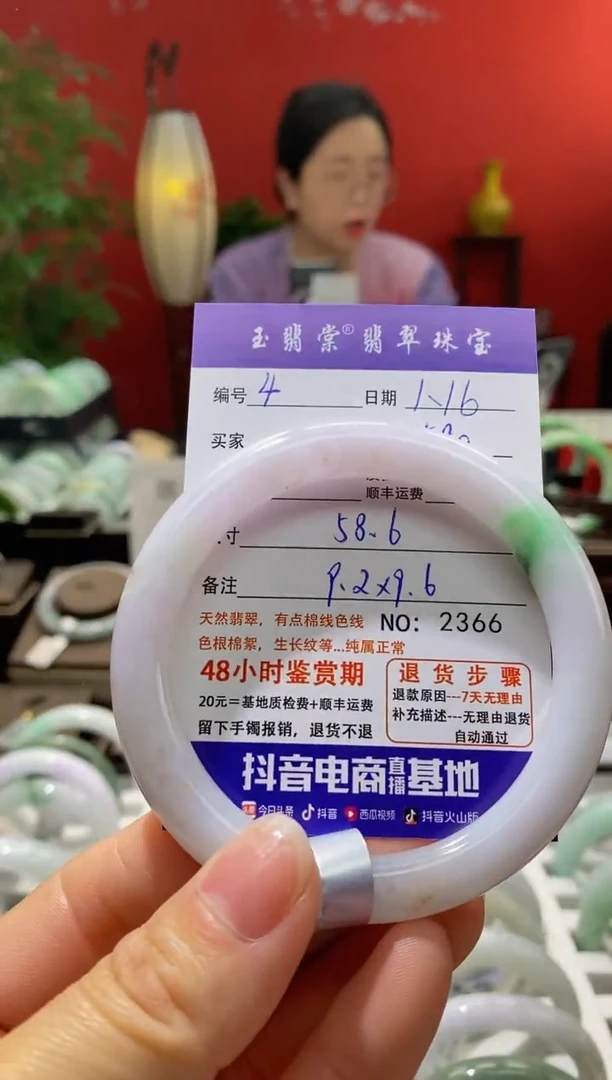 玉翡棠®翡翠珠宝
编号 4 日期 1、16
买家
顺丰运费
寸 58.6
备注 9.2x9.6
天然翡翠，有点棉线色线 NO: 2366
色根棉絮，生长纹等...纯属正常
48小时鉴赏期
20元＝基地质检费+顺丰运费
留下手镯报销，退货不退
退货步骤
退款原因---7天无理由
补充描述---无理由退货
自动通过
抖音电商直播基地
今日头条 抖音 西瓜视频 抖音火山版